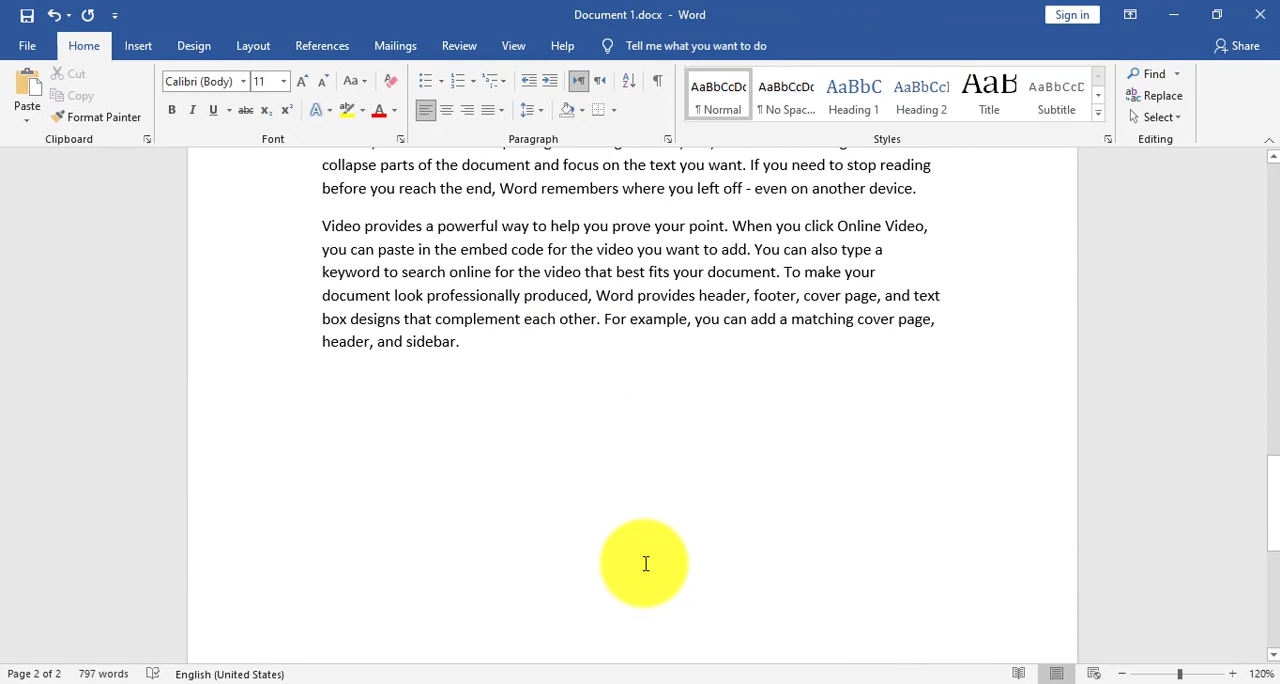 Document 1.docx - Word
Sign in
File Home Insert Design Layout References Mailings Review View Help Tell me what you want to do Share
Paste
Cut
Copy
Format Painter
Calibri (Body) 11 Aa
B I U abc x₂ x² A ab A
AaBbCcDc AaBbCcDc AaBbC AaBbCcI AaB AaBbCcD
¶ Normal ¶ No Spac... Heading 1 Heading 2 Title Subtitle
Find
Replace
Select
Clipboard Font Paragraph Styles Editing
collapse parts of the document and focus on the text you want. If you need to stop reading
before you reach the end, Word remembers where you left off - even on another device.
Video provides a powerful way to help you prove your point. When you click Online Video,
you can paste in the embed code for the video you want to add. You can also type a
keyword to search online for the video that best fits your document. To make your
document look professionally produced, Word provides header, footer, cover page, and text
box designs that complement each other. For example, you can add a matching cover page,
header, and sidebar.
Page 2 of 2 797 words English (United States) 120%